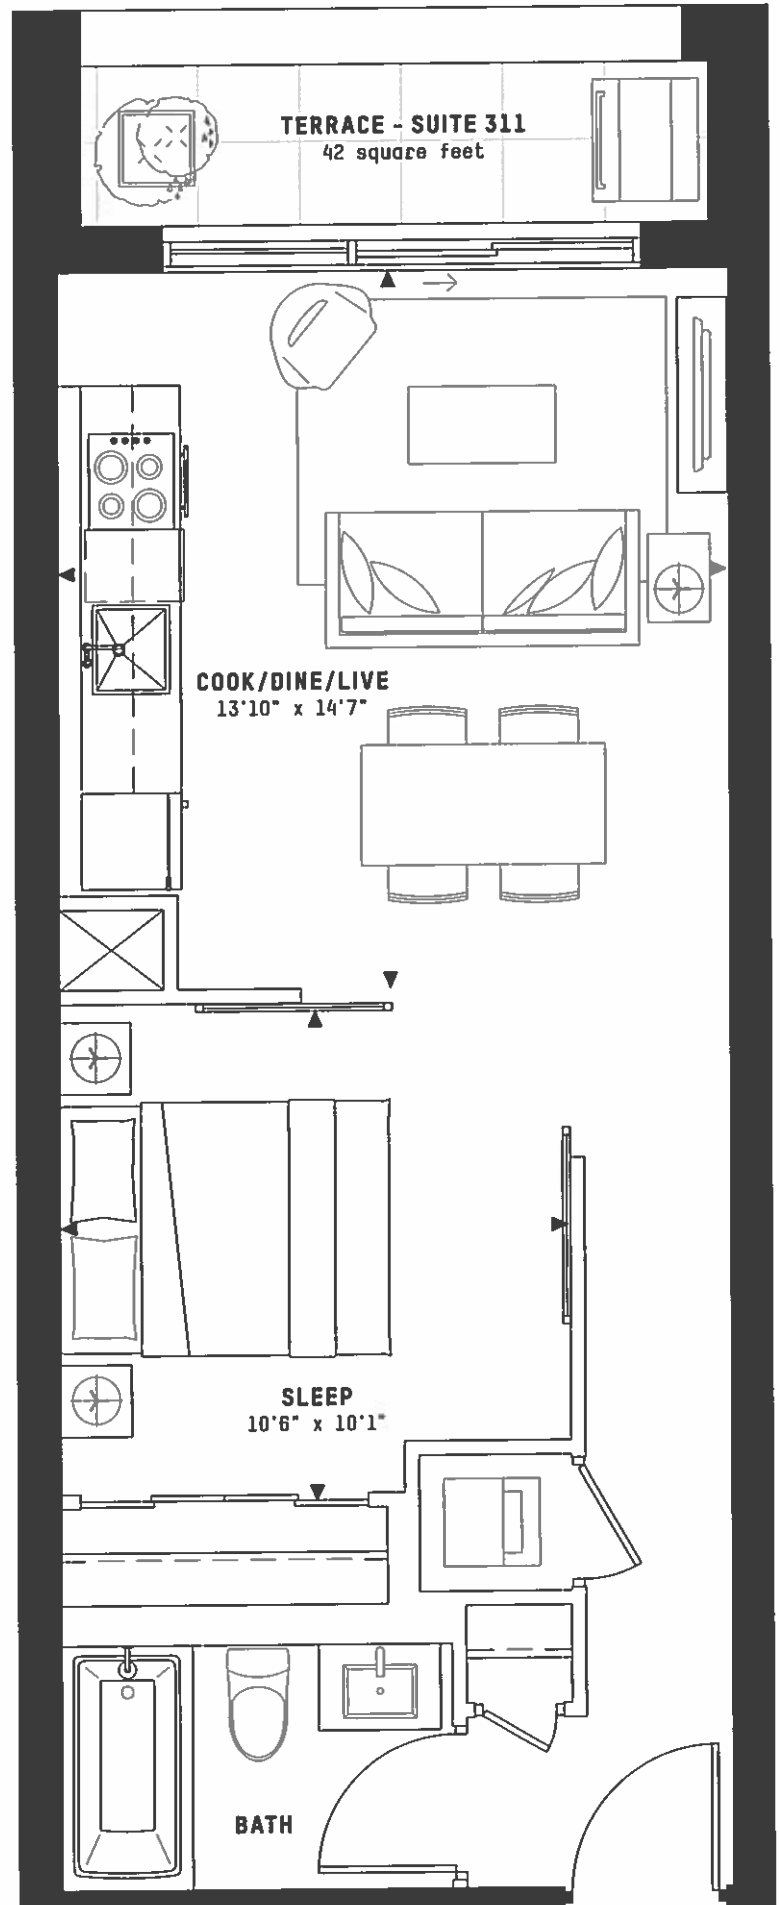 TERRACE - SUITE 311
42 square feet
COOK/DINE/LIVE
13'10" x 14'7"
SLEEP
10'6" x 10'1"
BATH